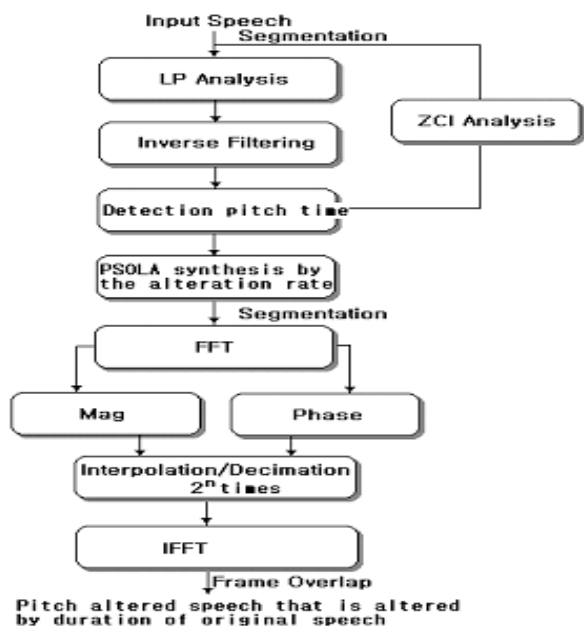 Input Speech
Segmentation
LP Analysis
ZCI Analysis
Inverse Filtering
Detection pitch time
PSOLA synthesis by
the alteration rate
Segmentation
FFT
Mag
Phase
Interpolation/Decimation
2ⁿ times
IFFT
Frame Overlap
Pitch altered speech that is altered
by duration of original speech